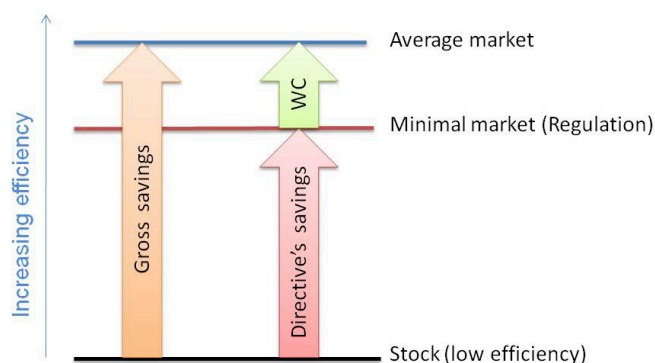 Average market
WC
Minimal market (Regulation)
Increasing efficiency
Gross savings
Directive's savings
Stock (low efficiency)